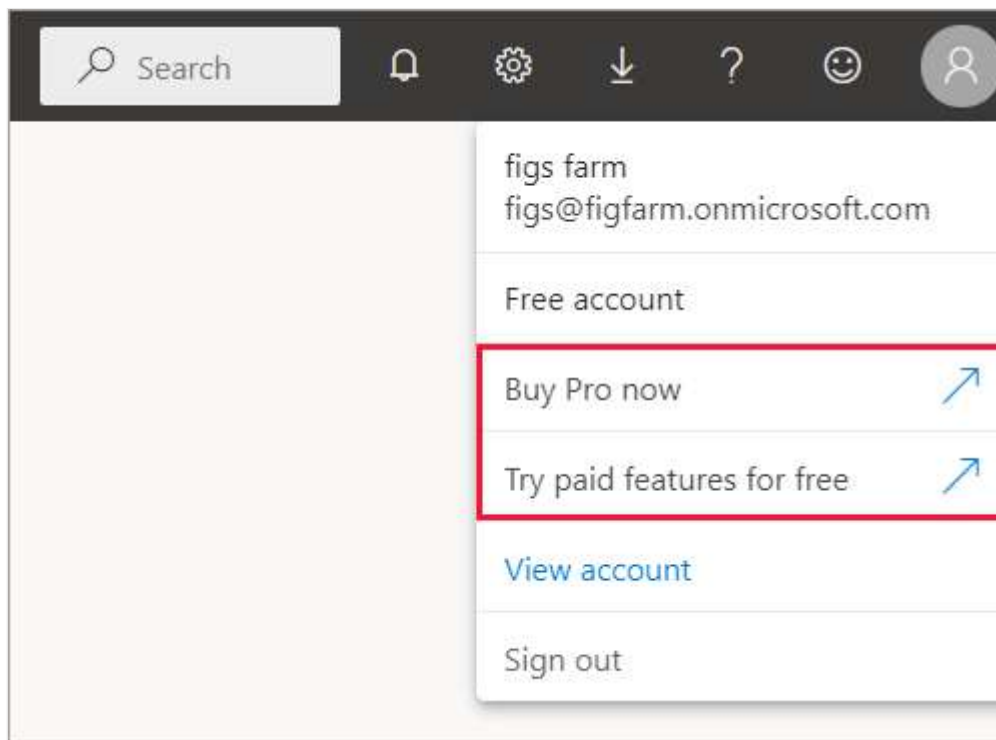 Search
figs farm
figs@figfarm.onmicrosoft.com
Free account
Buy Pro now
Try paid features for free
View account
Sign out